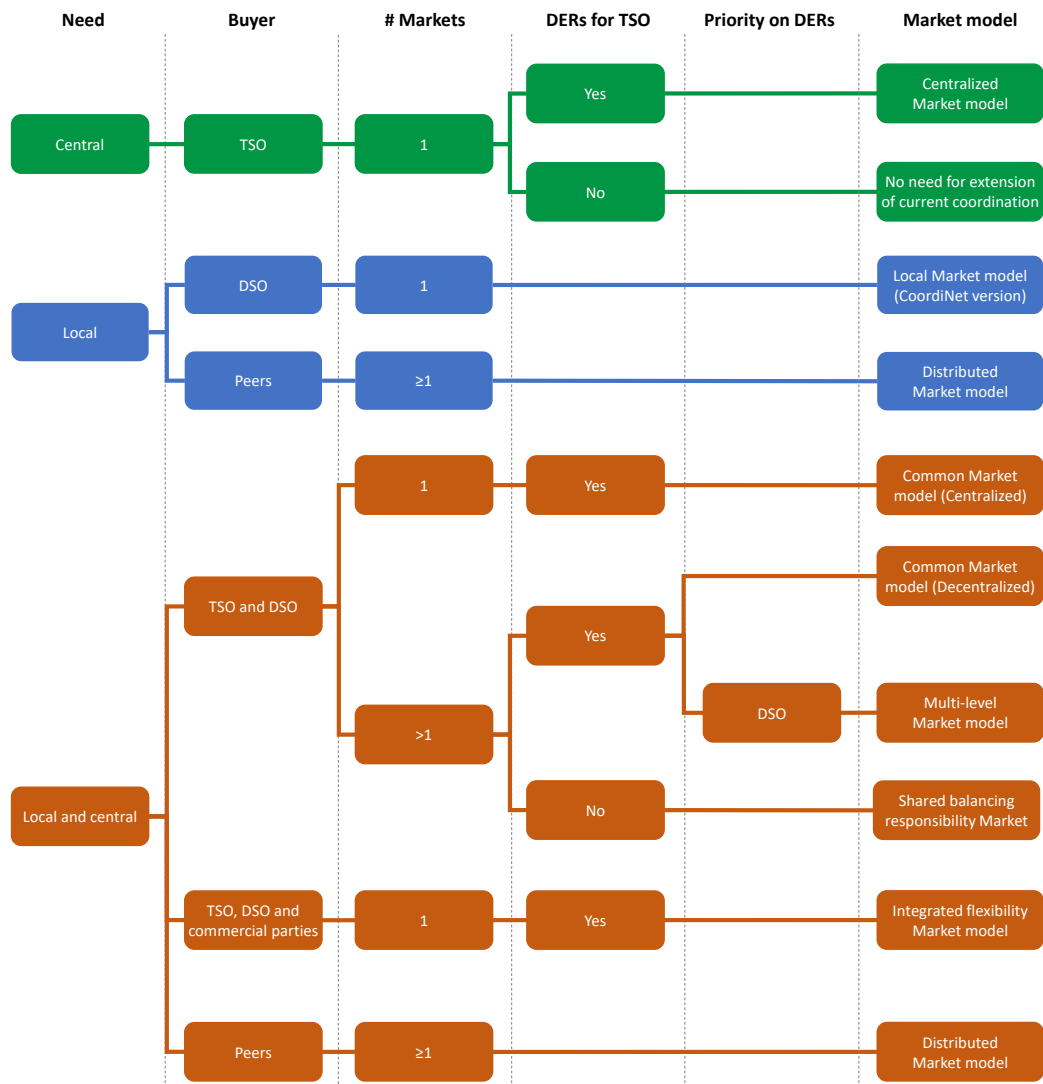 Need
Buyer
# Markets
DERs for TSO
Priority on DERs
Market model
Central
TSO
1
Yes
Centralized
Market model
No
No need for extension
of current coordination
Local
DSO
1
Local Market model
(CoordiNet version)
Peers
≥1
Distributed
Market model
Local and central
TSO and DSO
1
Yes
Common Market
model (Centralized)
>1
Yes
Common Market
model (Decentralized)
DSO
Multi-level
Market model
No
Shared balancing
responsibility Market
TSO, DSO and
commercial parties
1
Yes
Integrated flexibility
Market model
Peers
≥1
Distributed
Market model